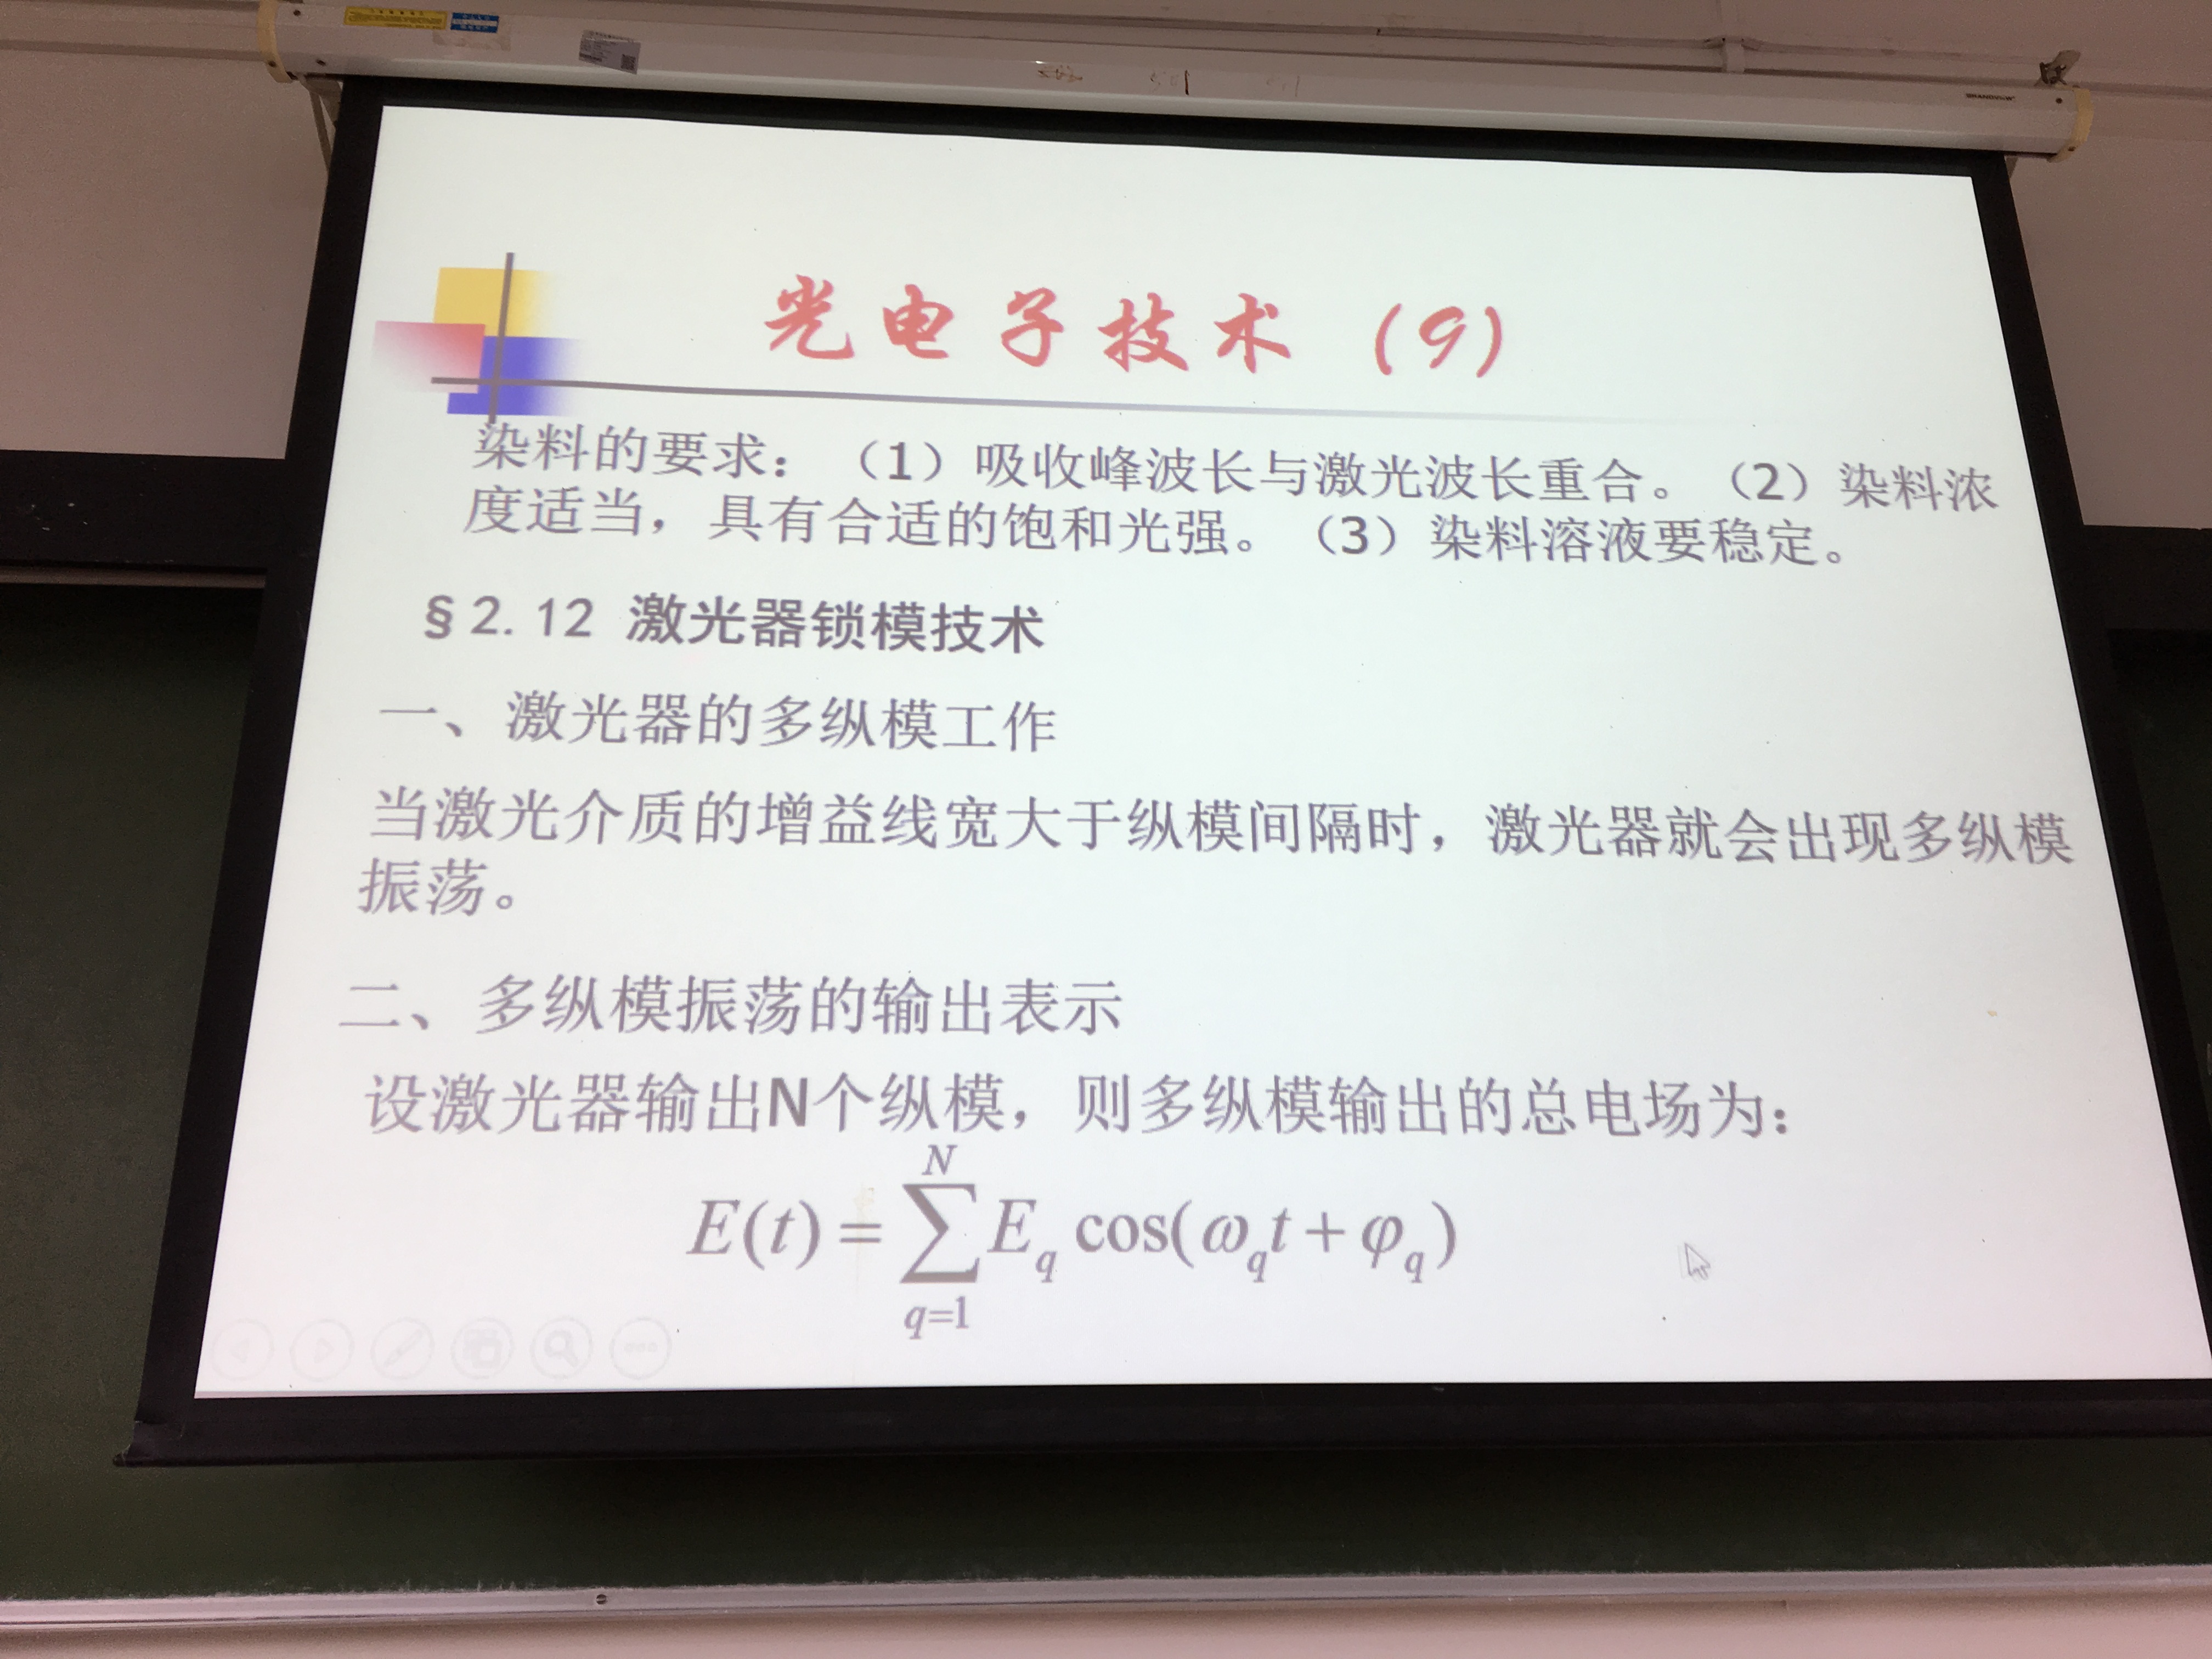 光电子技术（9）
染料的要求：（1）吸收峰波长与激光波长重合。（2）染料浓
度适当，具有合适的饱和光强。（3）染料溶液要稳定。
§2.12 激光器锁模技术
一、激光器的多纵模工作
当激光介质的增益线宽大于纵模间隔时，激光器就会出现多纵模
振荡。
二、多纵模振荡的输出表示
设激光器输出N个纵模，则多纵模输出的总电场为：
E(t) = \sum_{q=1}^{N} E_q cos(ω_q t + φ_q)